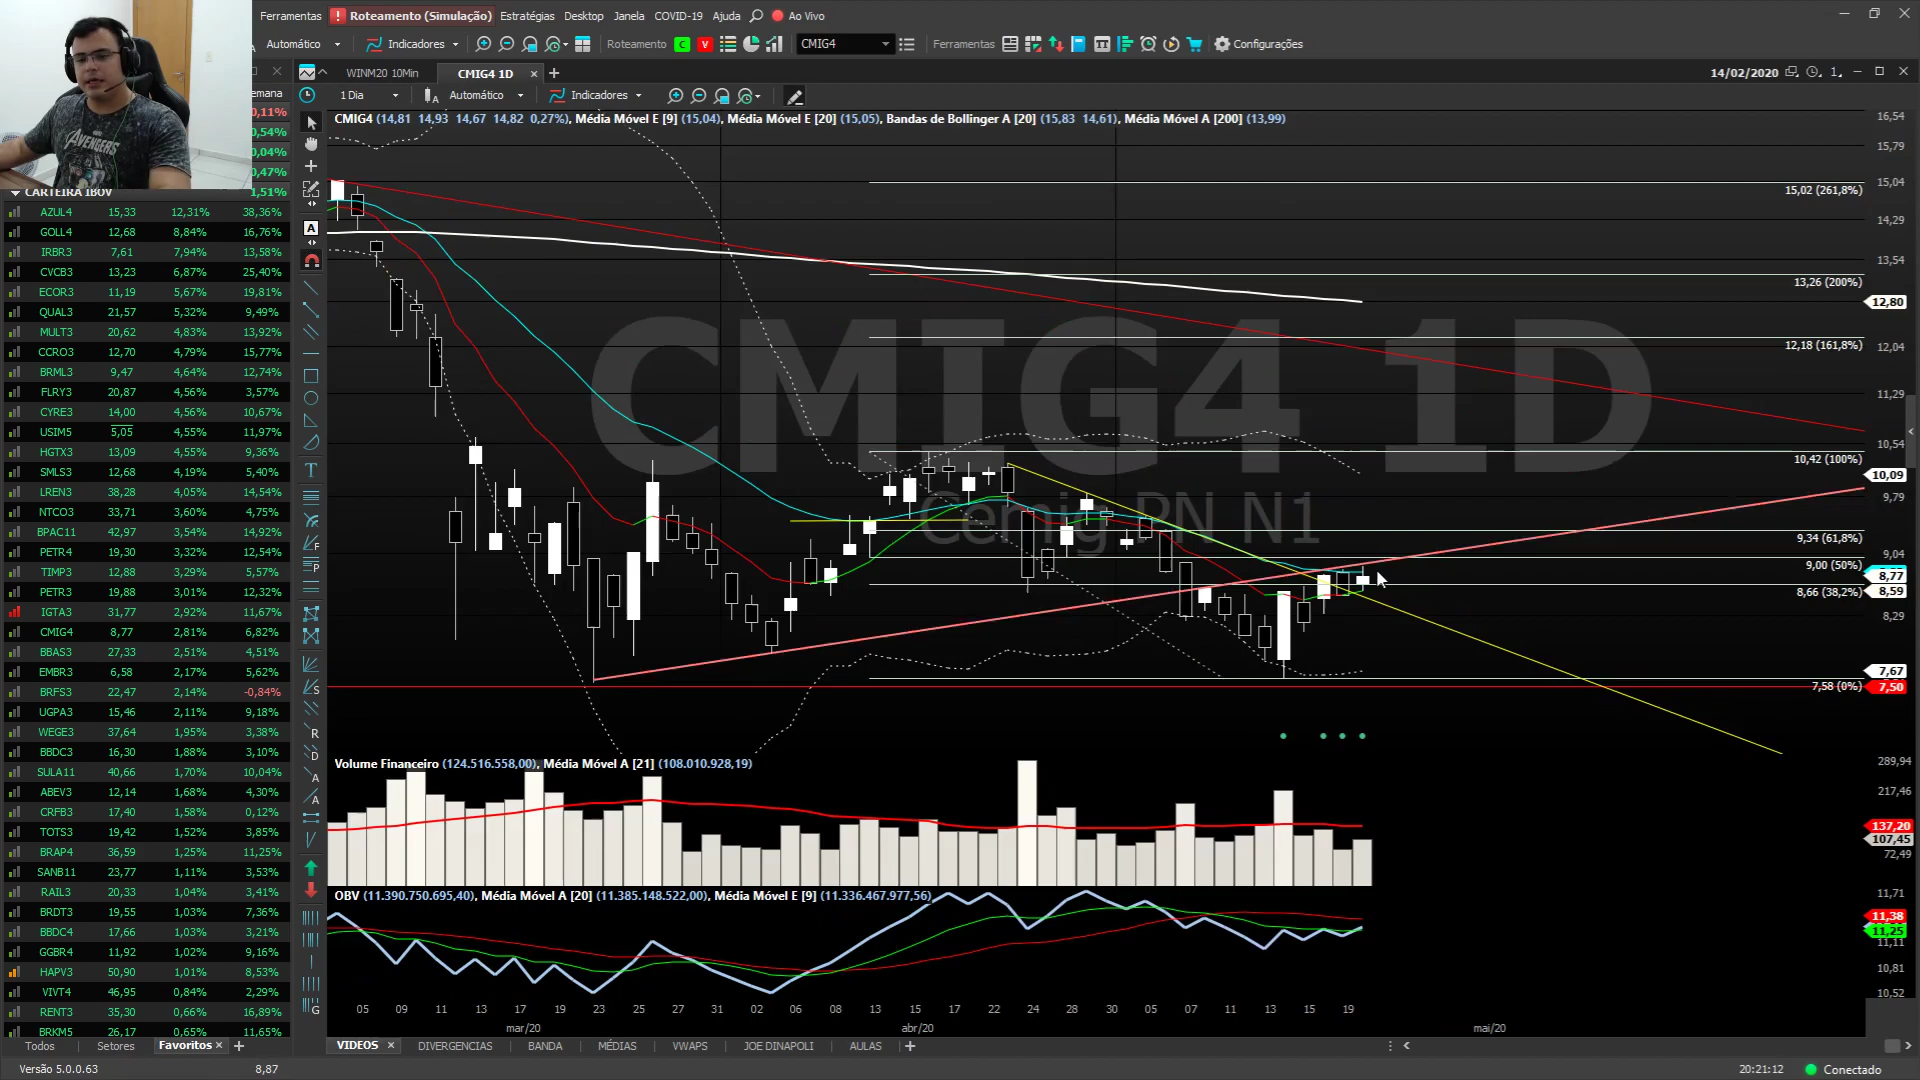 Ferramentas ! Roteamento (Simulação) Estratégias Desktop Janela COVID-19 Ajuda Ao Vivo
Automático Indicadores Roteamento C V CMIG4 Ferramentas Configurações
WINM20 10Min CMIG4 1D × + 14/02/2020 1
1 Dia Automático Indicadores
CMIG4 (14,81 14,93 14,67 14,82 0,27%), Média Móvel E [9] (15,04), Média Móvel E [20] (15,05), Bandas de Bollinger A [20] (15,83 14,61), Média Móvel A [200] (13,99)
emana
0,11%
0,54%
0,04%
0,47%
1,51%
CARTEIRA IBOV
AZUL4 15,33 12,31% 38,36%
GOLL4 12,68 8,84% 16,76%
IRBR3 7,61 7,94% 13,58%
CVCB3 13,23 6,87% 25,40%
ECOR3 11,19 5,67% 19,81%
QUAL3 21,57 5,32% 9,49%
MULT3 20,62 4,83% 13,92%
CCRO3 12,70 4,79% 15,77%
BRML3 9,47 4,64% 12,74%
FLRY3 20,87 4,56% 3,57%
CYRE3 14,00 4,56% 10,67%
USIM5 5,05 4,55% 11,97%
HGTX3 13,09 4,55% 9,36%
SMLS3 12,68 4,19% 5,40%
LREN3 38,28 4,05% 14,54%
NTCO3 33,71 3,60% 4,75%
BPAC11 42,97 3,54% 14,92%
PETR4 19,30 3,32% 12,54%
TIMP3 12,88 3,29% 5,57%
PETR3 19,88 3,01% 12,32%
IGTA3 31,77 2,92% 11,67%
CMIG4 8,77 2,81% 6,82%
BBAS3 27,33 2,51% 4,51%
EMBR3 6,58 2,17% 5,62%
BRFS3 22,47 2,14% -0,84%
UGPA3 15,46 2,11% 9,18%
WEGE3 37,64 1,95% 3,38%
BBDC3 16,30 1,88% 3,10%
SULA11 40,66 1,70% 10,04%
ABEV3 12,14 1,68% 4,30%
CRFB3 17,40 1,58% 0,12%
TOTS3 19,42 1,52% 3,85%
BRAP4 36,59 1,25% 11,25%
SANB11 23,77 1,11% 3,53%
RAIL3 20,33 1,04% 3,41%
BRDT3 19,55 1,03% 7,36%
BBDC4 17,66 1,03% 3,21%
GGBR4 11,92 1,02% 9,16%
HAPV3 50,90 1,01% 8,53%
VIVT4 46,95 0,84% 2,29%
RENT3 35,30 0,66% 16,89%
BRKM5 26,17 0,65% 11,65%
Todos Setores Favoritos × +
CMIG4 1D
Cemig PN N1
15,02 (261,8%)
13,26 (200%)
12,18 (161,8%)
10,42 (100%)
9,34 (61,8%)
9,00 (50%)
8,66 (38,2%)
7,58 (0%)
16,54
15,79
15,04
14,29
13,54
12,80
12,04
11,29
10,54
10,09
9,79
9,04
8,77
8,59
8,29
7,67
7,50
Volume Financeiro (124.516.558,00), Média Móvel A [21] (108.010.928,19)
289,94
217,46
137,20
107,45
72,49
OBV (11.390.750.695,40), Média Móvel A [20] (11.385.148.522,00), Média Móvel E [9] (11.336.467.977,56)
11,71
11,38
11,25
11,11
10,81
10,52
05 09 11 13 17 19 23 25 27 31 02 06 08 13 15 17 22 24 28 30 05 07 11 13 15 19
mar/20 abr/20 mai/20
VIDEOS × DIVERGENCIAS BANDA MÉDIAS VWAPS JOE DINAPOLI AULAS +
Versão 5.0.0.63 8,87 20:21:12 Conectado